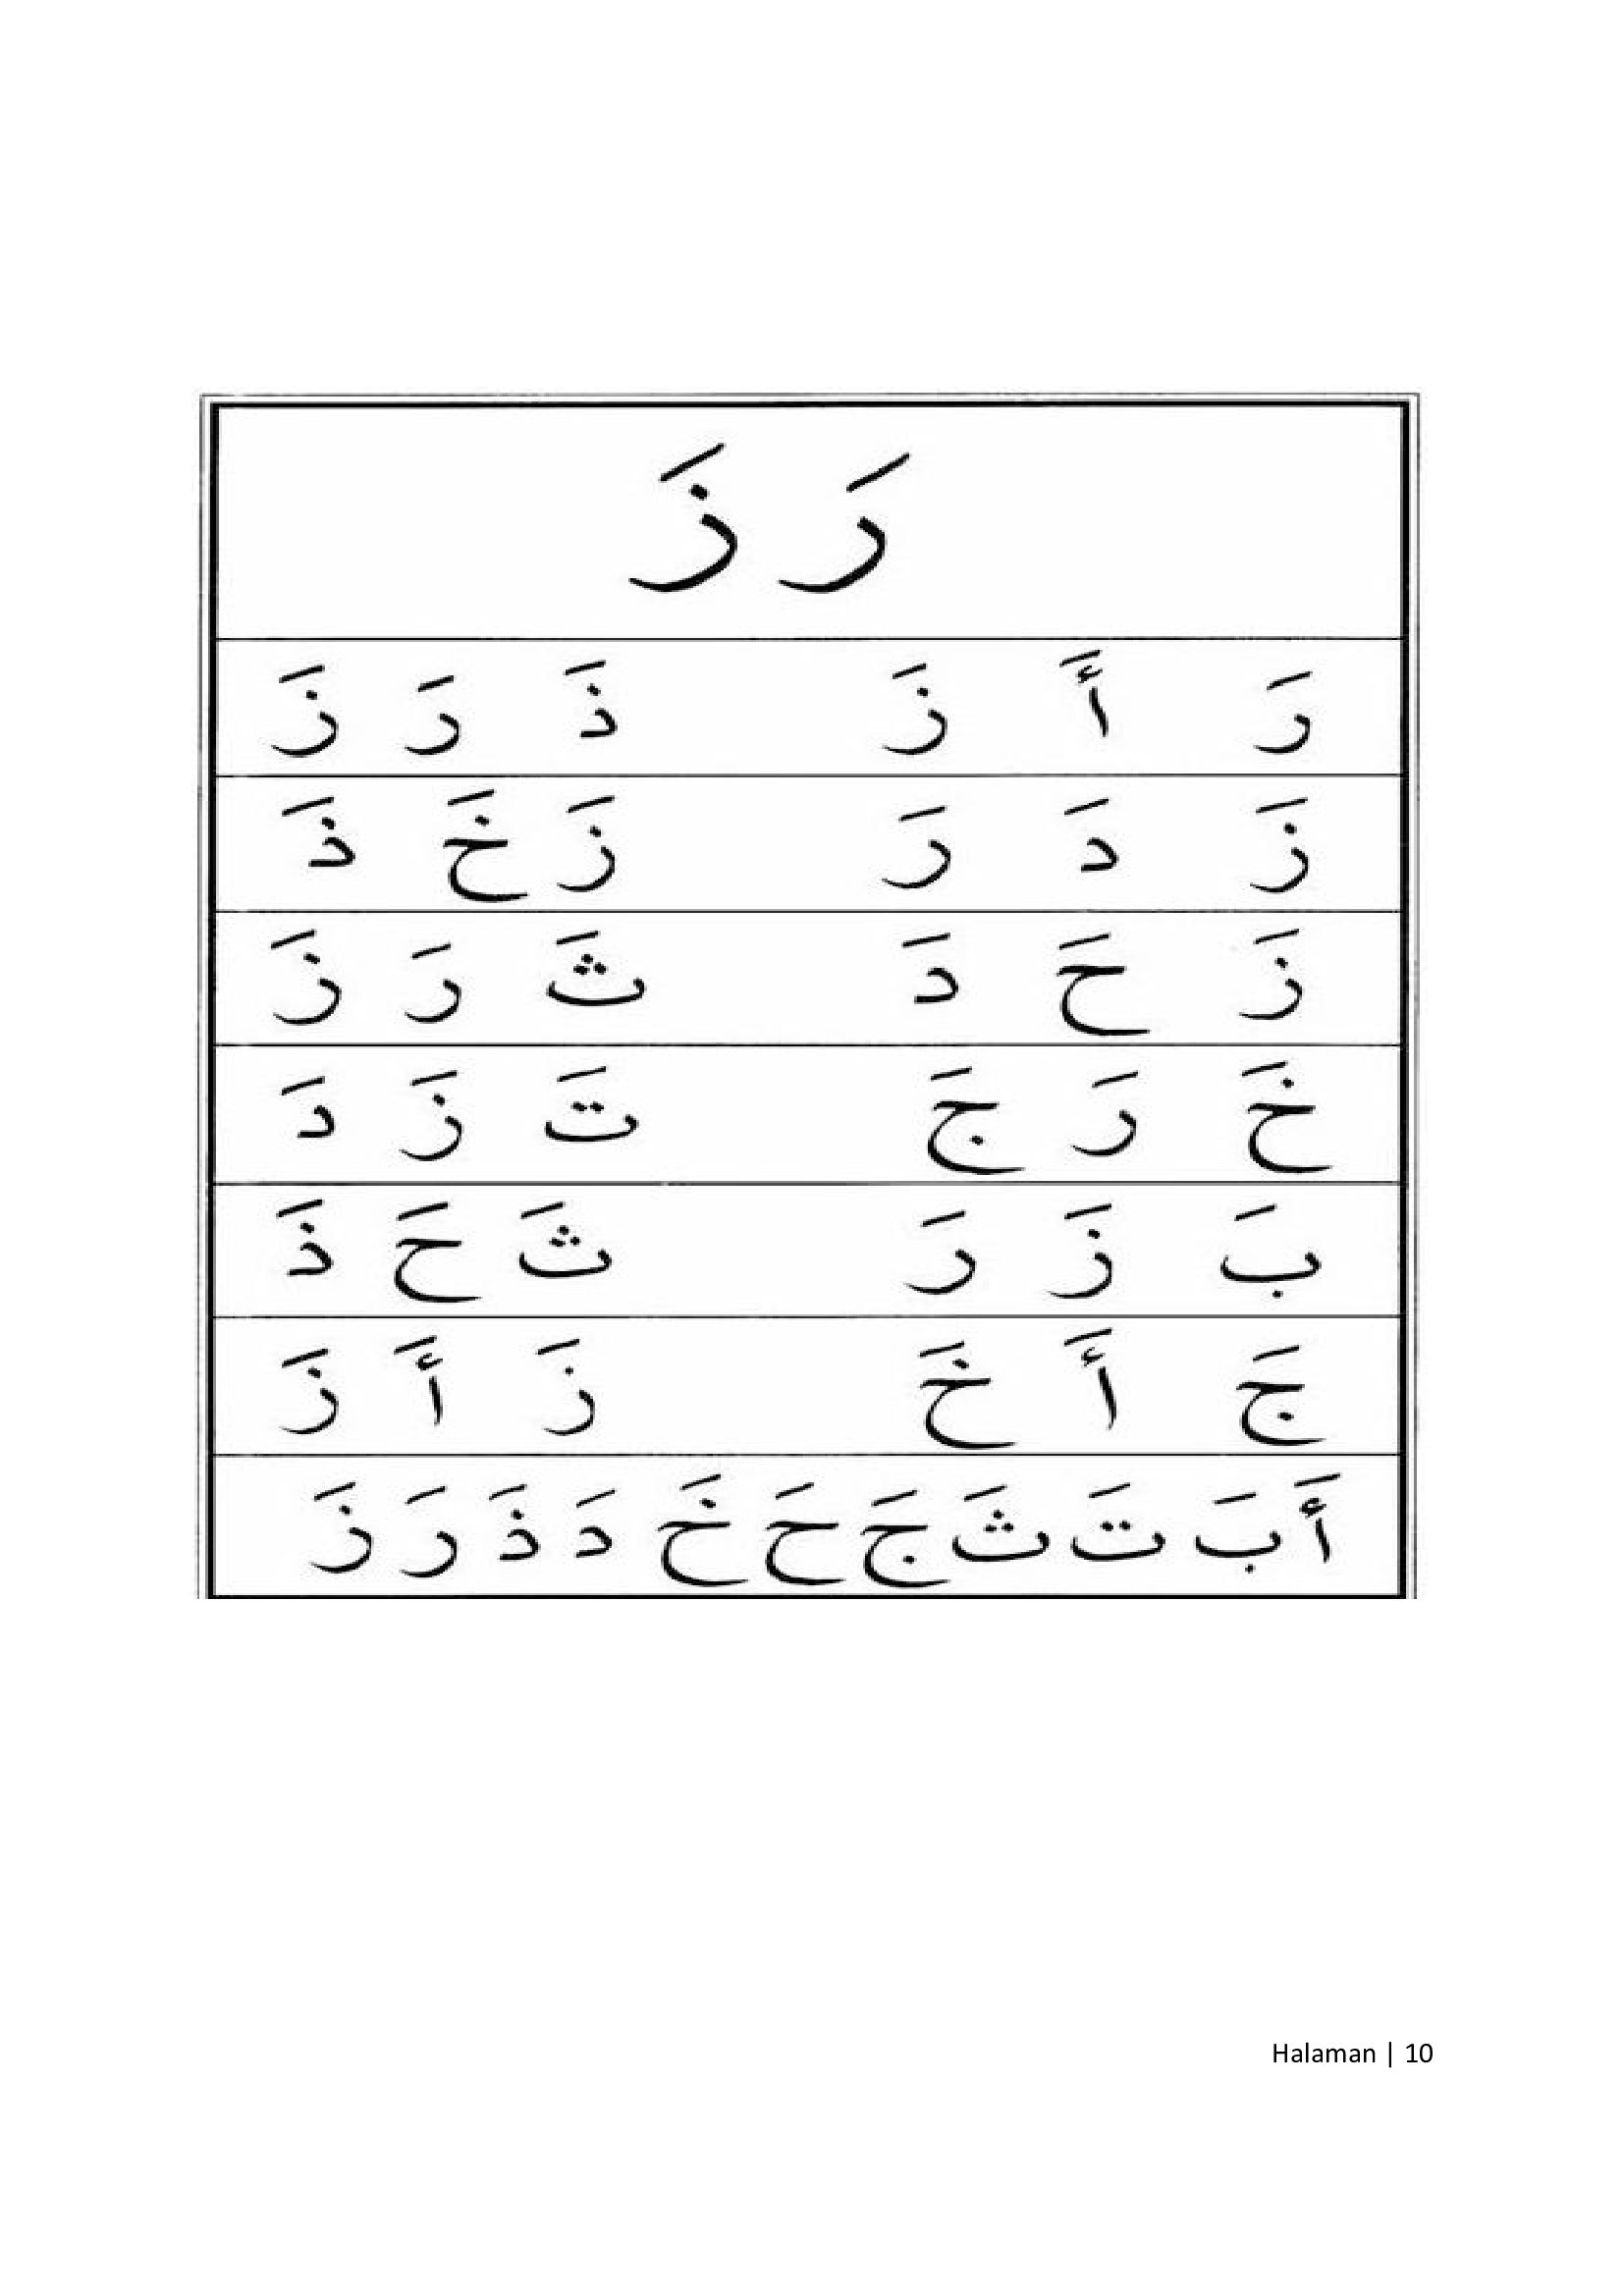 رَ زَ
رَ أَ زَ ذَ رَ زَ
زَ دَ رَ زَ خَ ذَ
زَ حَ دَ ثَ رَ زَ
خَ رَ جَ تَ زَ دَ
بَ زَ رَ ثَ حَ ذَ
جَ أَ خَ زَ أَ زَ
أَ بَ تَ ثَ جَ حَ خَ دَ ذَ رَ زَ
Halaman | 10